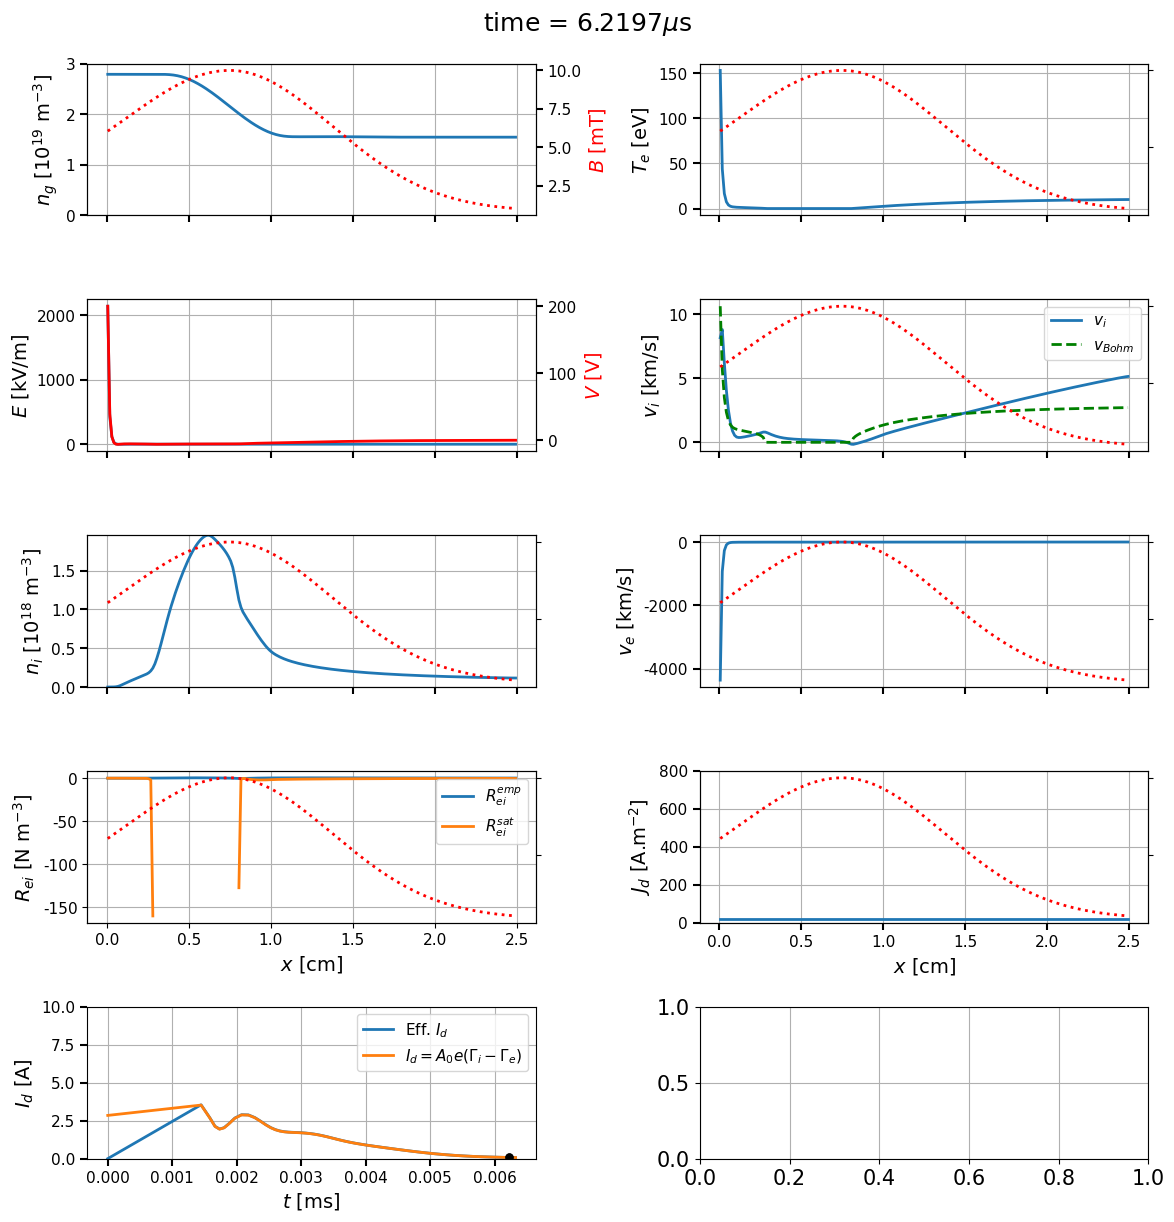 time = 6.2197μs
3
2
1
0
n_g [10^19 m^−3]
10.0
7.5
5.0
2.5
B [mT]
150
100
50
0
T_e [eV]
2000
1000
0
E [kV/m]
200
100
0
V [V]
10
5
0
v_i [km/s]
v_i
v_Bohm
1.5
1.0
0.5
0.0
n_i [10^18 m^−3]
0
-2000
-4000
v_e [km/s]
0
-50
-100
-150
R_ei [N m^−3]
R_ei^emp
R_ei^sat
0.0 0.5 1.0 1.5 2.0 2.5
x [cm]
800
600
400
200
0
J_d [A.m^−2]
0.0 0.5 1.0 1.5 2.0 2.5
x [cm]
10.0
7.5
5.0
2.5
0.0
I_d [A]
Eff. I_d
I_d = A_0e(Γ_i − Γ_e)
0.000 0.001 0.002 0.003 0.004 0.005 0.006
t [ms]
1.0
0.5
0.0
0.0 0.2 0.4 0.6 0.8 1.0